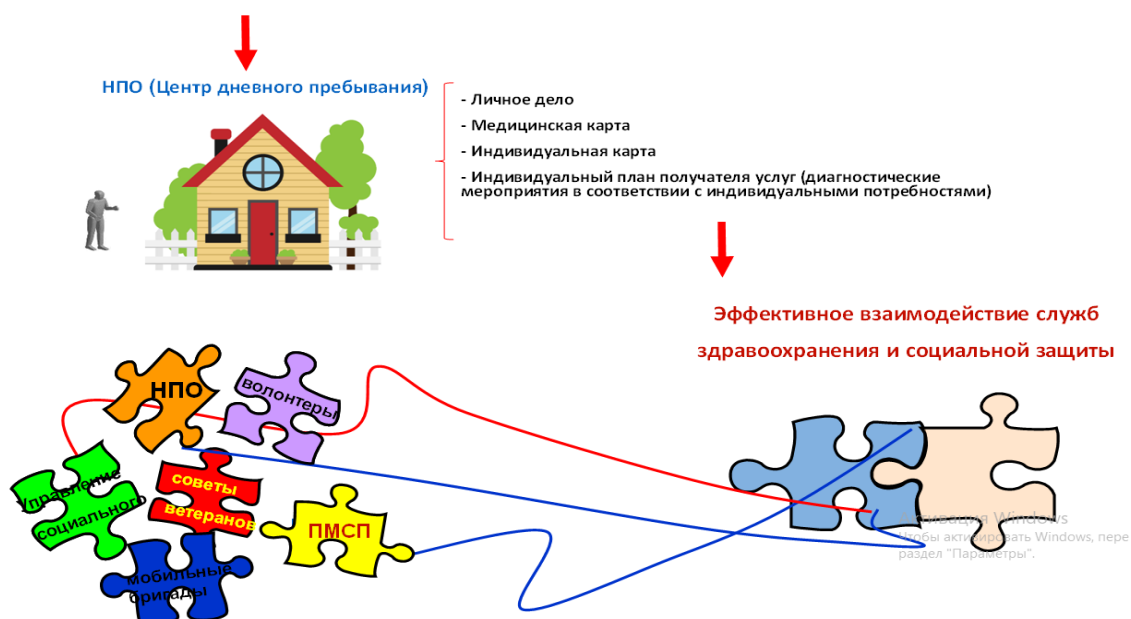 НПО (Центр дневного пребывания)
- Личное дело
- Медицинская карта
- Индивидуальная карта
- Индивидуальный план получателя услуг (диагностические
мероприятия в соответствии с индивидуальными потребностями)
Эффективное взаимодействие служб
здравоохранения и социальной защиты
НПО
волонтеры
Управление
социального
советы
ветеранов
ПМСП
мобильные
бригады
Активация Windows
Чтобы активировать Windows, пере
раздел "Параметры".